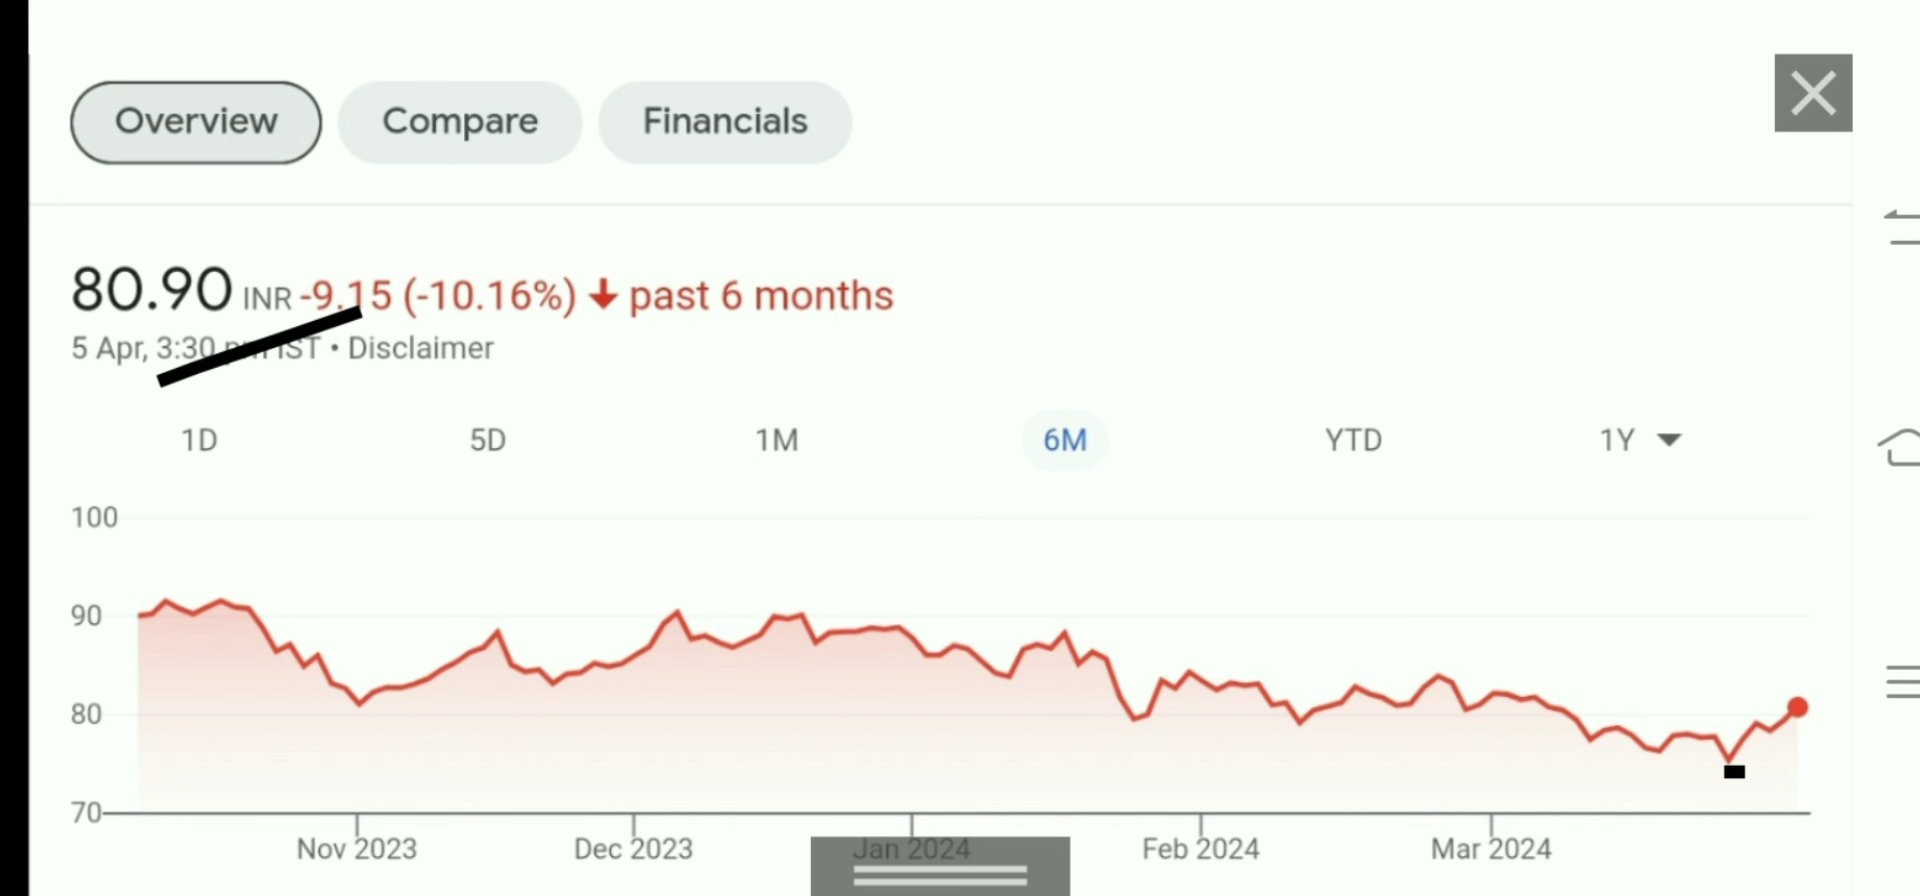 Overview Compare Financials
80.90 INR -9.15 (-10.16%) past 6 months
5 Apr, 3:30 IST • Disclaimer
1D 5D 1M 6M YTD 1Y
100
90
80
70
Nov 2023 Dec 2023 Jan 2024 Feb 2024 Mar 2024